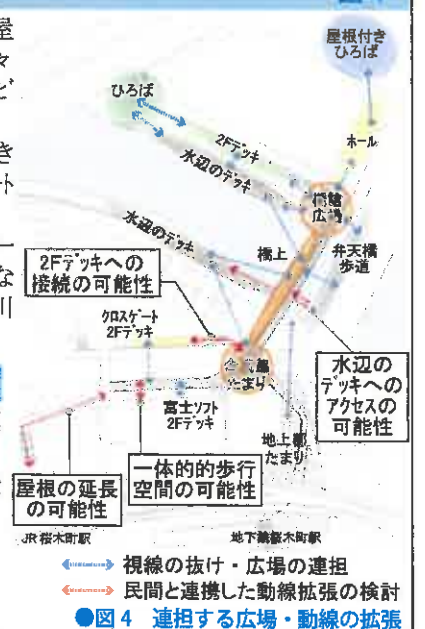 屋根付き
ひろば
ひろば
ホール
2Fデッキ
水辺のデッキ
広場
水辺のデッキ
橋上
弁天橋
歩道
2Fデッキへの
接続の可能性
クロスゲート
2Fデッキ
たまり
水辺の
デッキへの
アクセスの
可能性
富士ソフト
2Fデッキ
地上部
たまり
屋根の延長
の可能性
一体的的歩行
空間の可能性
JR桜木町駅
地下鉄桜木町駅
視線の抜け・広場の連担
民間と連携した動線拡張の検討
●図4 連担する広場・動線の拡張